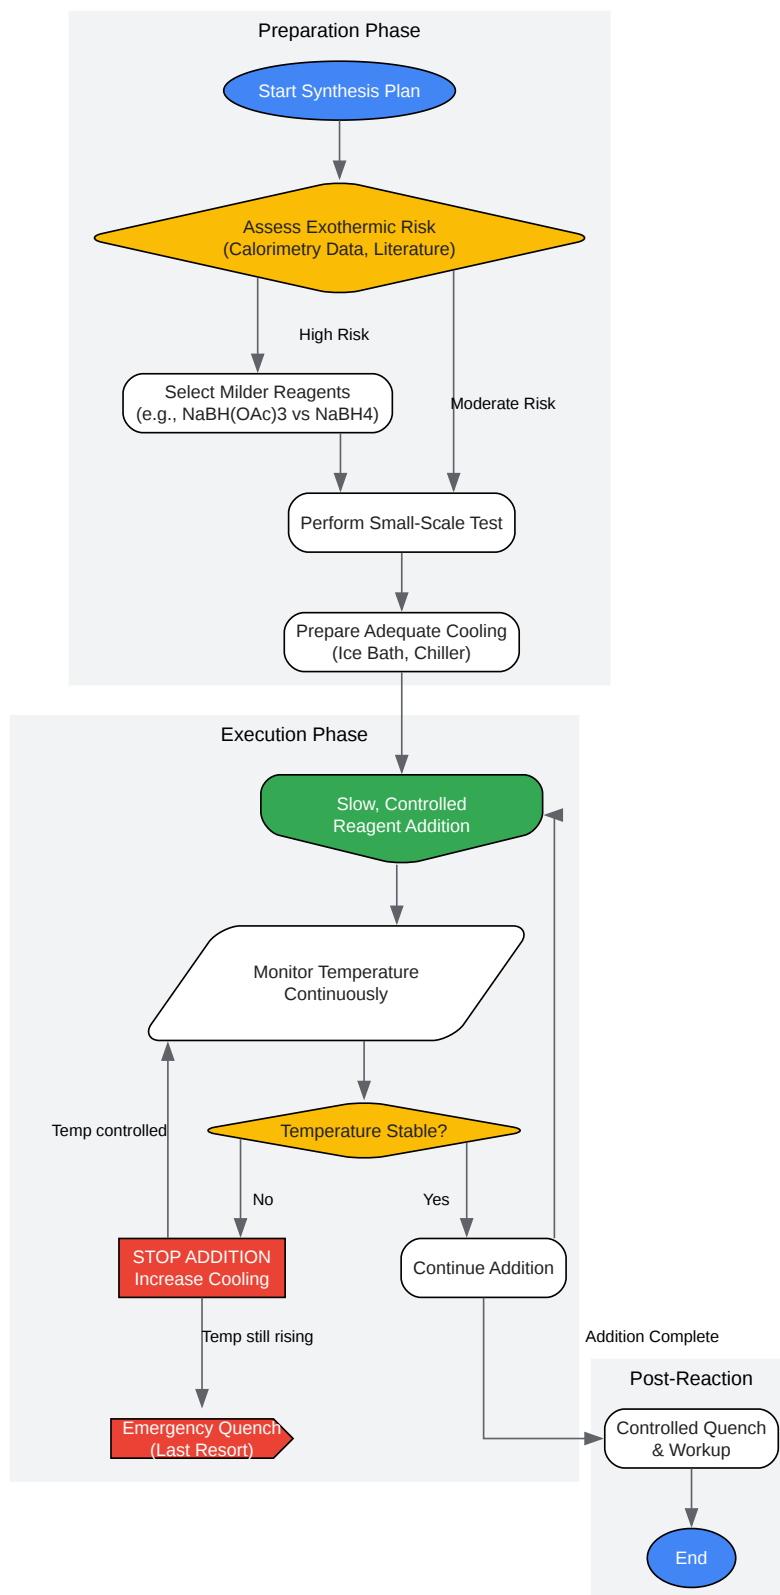 Preparation Phase
Start Synthesis Plan
Assess Exothermic Risk
(Calorimetry Data, Literature)
High Risk
Select Milder Reagents
(e.g., NaBH(OAc)3 vs NaBH4)
Moderate Risk
Perform Small-Scale Test
Prepare Adequate Cooling
(Ice Bath, Chiller)
Execution Phase
Slow, Controlled
Reagent Addition
Monitor Temperature
Continuously
Temp controlled
Temperature Stable?
No
Yes
STOP ADDITION
Increase Cooling
Continue Addition
Temp still rising
Addition Complete
Post-Reaction
Emergency Quench
(Last Resort)
Controlled Quench
& Workup
End